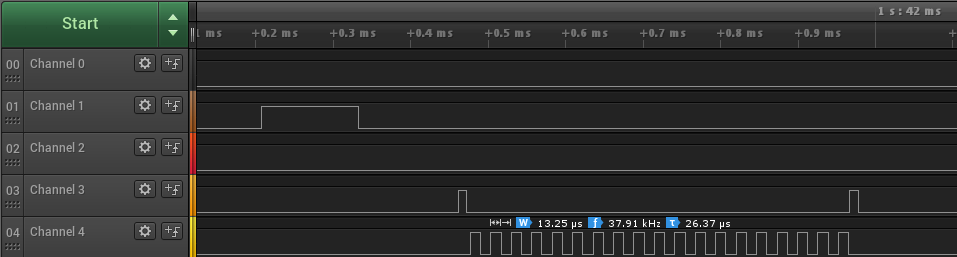 Start
1 s : 42 ms
1 ms +0.2 ms +0.3 ms +0.4 ms +0.5 ms +0.6 ms +0.7 ms +0.8 ms +0.9 ms +
00 Channel 0
01 Channel 1
02 Channel 2
03 Channel 3
W 13.25 µs f 37.91 kHz T 26.37 µs
04 Channel 4